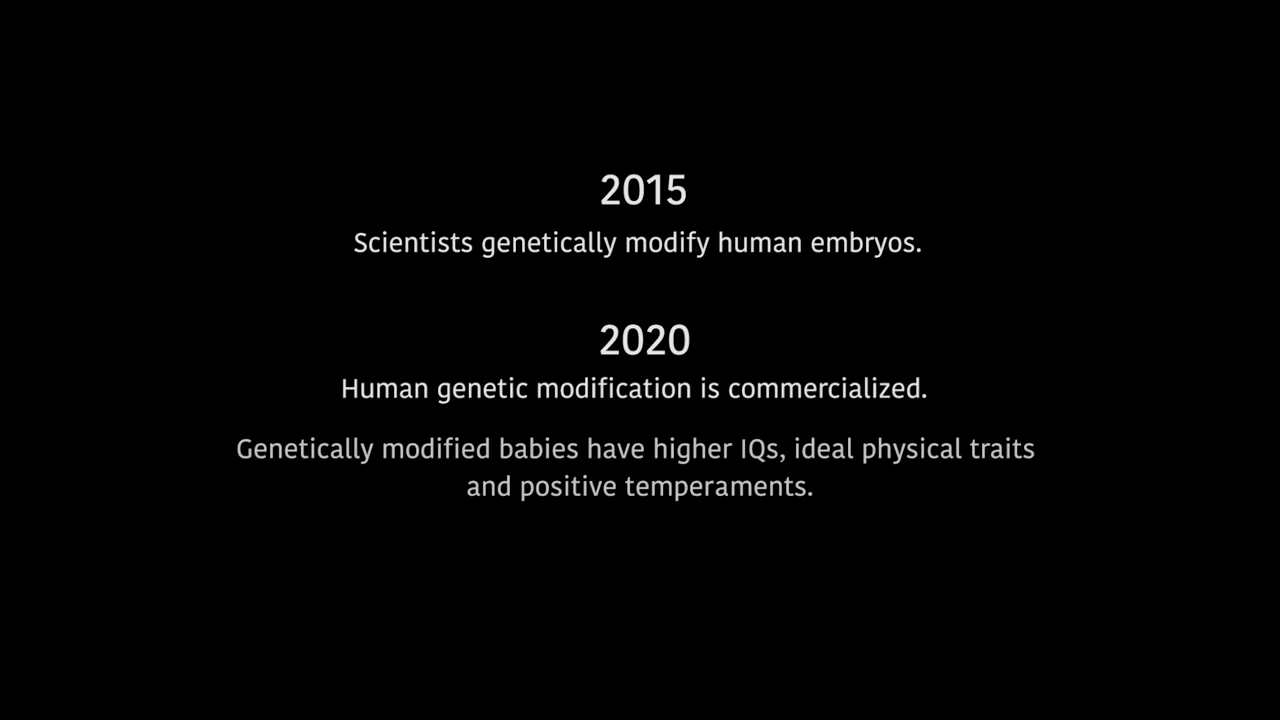 2015
Scientists genetically modify human embryos.
2020
Human genetic modification is commercialized.
Genetically modified babies have higher IQs, ideal physical traits
and positive temperaments.